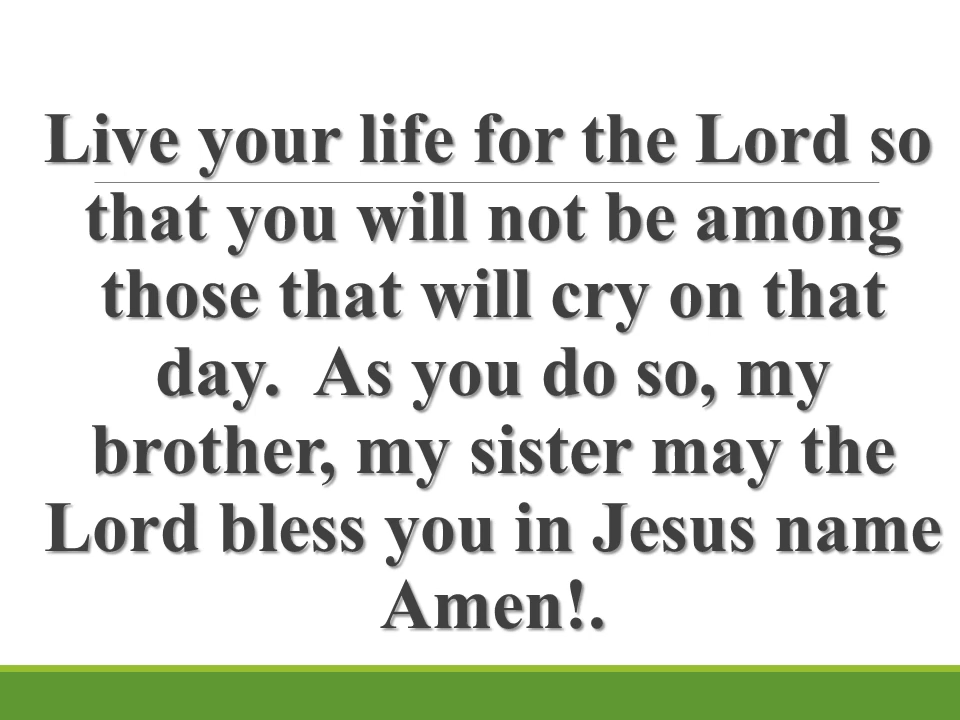 Live your life for the Lord so
that you will not be among
those that will cry on that
day.  As you do so, my
brother, my sister may the
Lord bless you in Jesus name
Amen!.